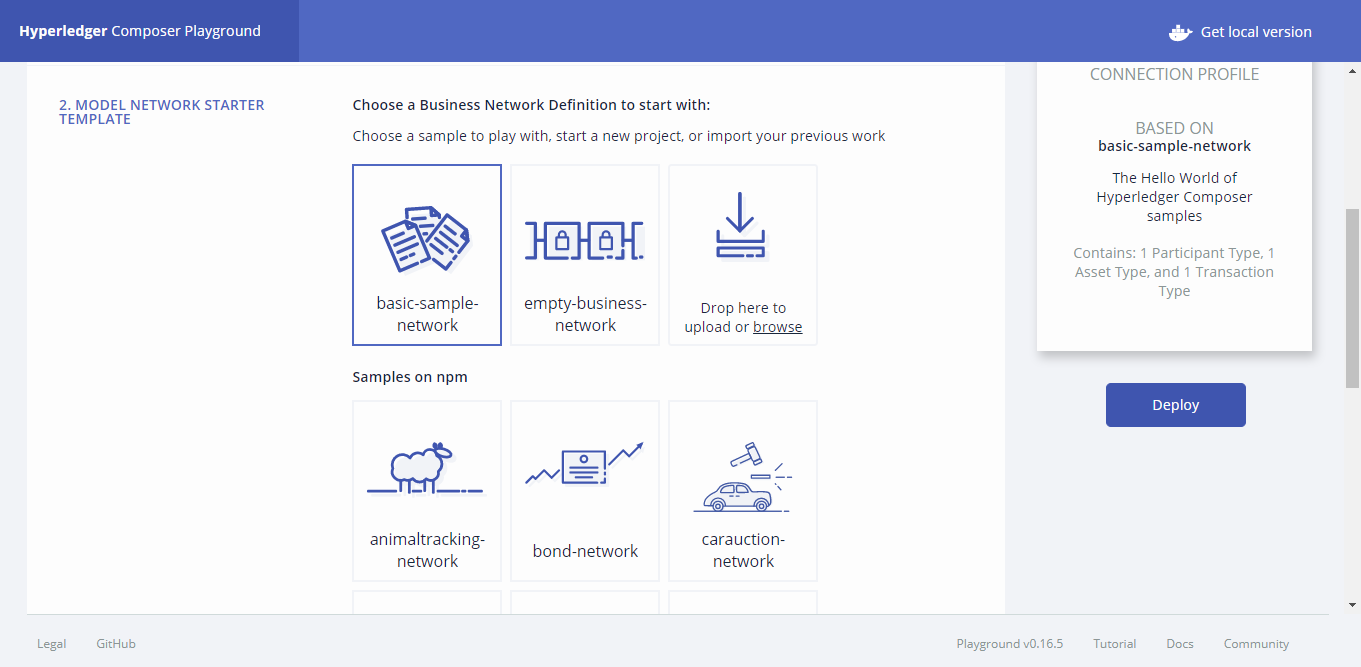 Hyperledger Composer Playground
Get local version
2. MODEL NETWORK STARTER
TEMPLATE
Choose a Business Network Definition to start with:
Choose a sample to play with, start a new project, or import your previous work
basic-sample-
network
empty-business-
network
Drop here to
upload or browse
Samples on npm
animaltracking-
network
bond-network
carauction-
network
CONNECTION PROFILE
BASED ON
basic-sample-network
The Hello World of
Hyperledger Composer
samples
Contains: 1 Participant Type, 1
Asset Type, and 1 Transaction
Type
Deploy
Legal
GitHub
Playground v0.16.5
Tutorial
Docs
Community